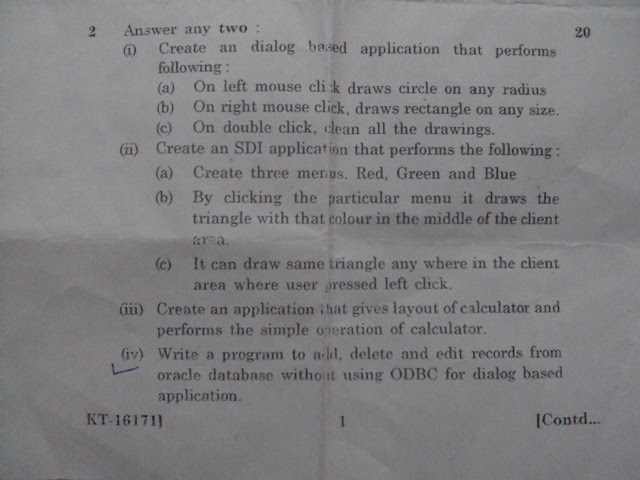 2 Answer any two : 20
(i) Create an dialog based application that performs
following :
(a) On left mouse click draws circle on any radius
(b) On right mouse click, draws rectangle on any size.
(c) On double click, clean all the drawings.
(ii) Create an SDI application that performs the following :
(a) Create three menus. Red, Green and Blue
(b) By clicking the particular menu it draws the
triangle with that colour in the middle of the client
area.
(c) It can draw same triangle any where in the client
area where user pressed left click.
(iii) Create an application that gives layout of calculator and
performs the simple operation of calculator.
(iv) Write a program to add, delete and edit records from
oracle database without using ODBC for dialog based
application.
KT-16171] 1 [Contd...